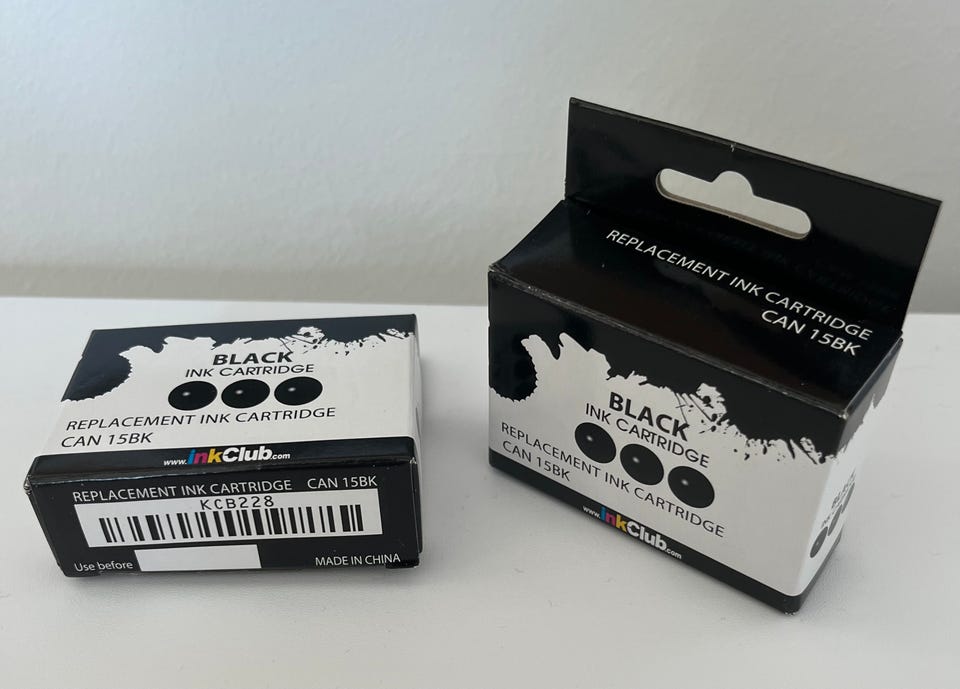 BLACK
INK CARTRIDGE
REPLACEMENT INK CARTRIDGE
CAN 15BK
www.inkClub.com
REPLACEMENT INK CARTRIDGE CAN 15BK
KCB228
Use before
MADE IN CHINA
REPLACEMENT INK CARTRIDGE
CAN 15BK
BLACK
INK CARTRIDGE
REPLACEMENT INK CARTRIDGE
CAN 15BK
www.inkClub.com
BLACK